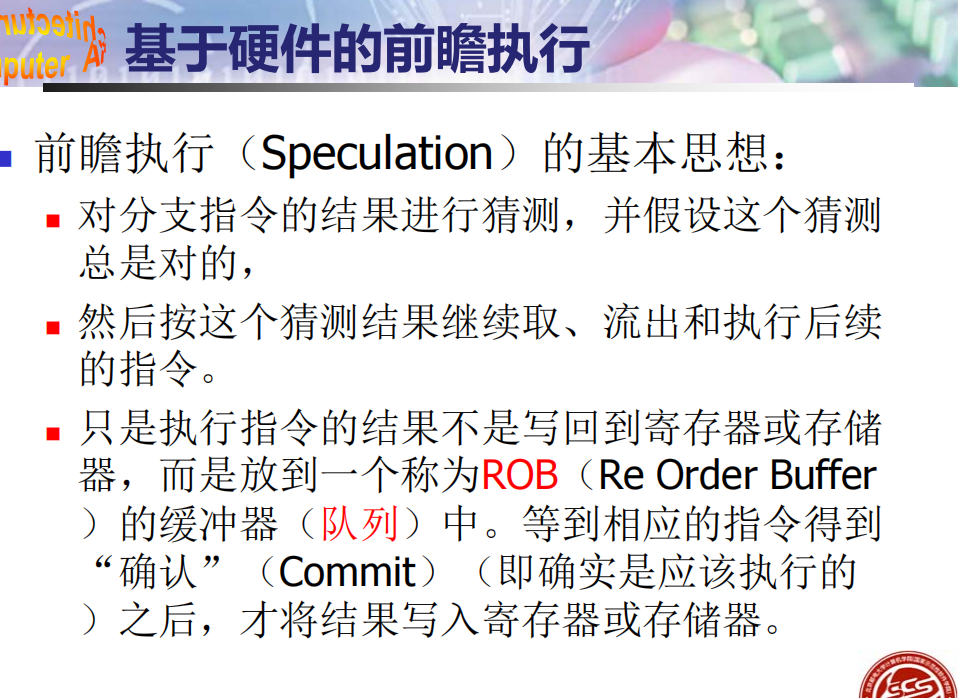 基于硬件的前瞻执行
前瞻执行（Speculation）的基本思想：
对分支指令的结果进行猜测，并假设这个猜测
总是对的，
然后按这个猜测结果继续取、流出和执行后续
的指令。
只是执行指令的结果不是写回到寄存器或存储
器，而是放到一个称为ROB（Re Order Buffer
）的缓冲器（队列）中。等到相应的指令得到
“确认”（Commit）（即确实是应该执行的
）之后，才将结果写入寄存器或存储器。